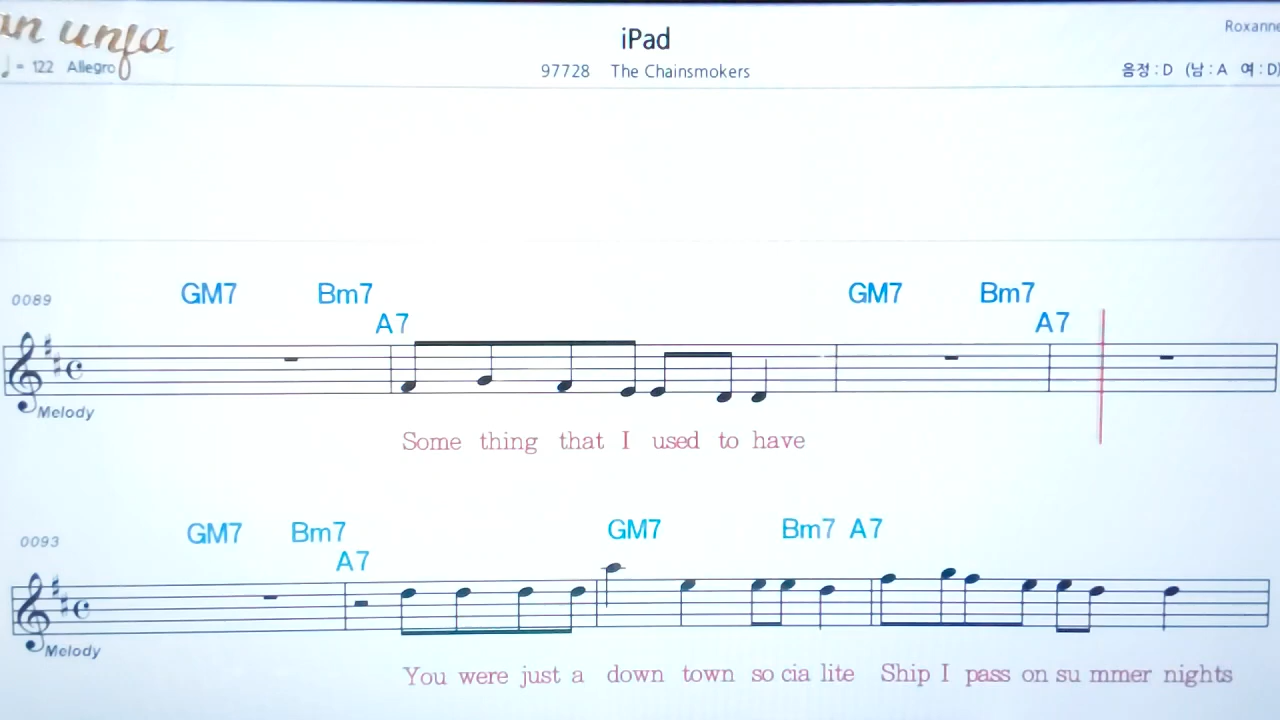 an unfa
iPad
Roxanne
♩ = 122 Allegro
97728 The Chainsmokers
음정 : D (남 : A 여 : D)
0089
GM7 Bm7 GM7 Bm7
A7 A7
Melody
Some thing that I used to have
0093
GM7 Bm7 GM7 Bm7 A7
A7
Melody
You were just a down town so cia lite Ship I pass on su mmer nights